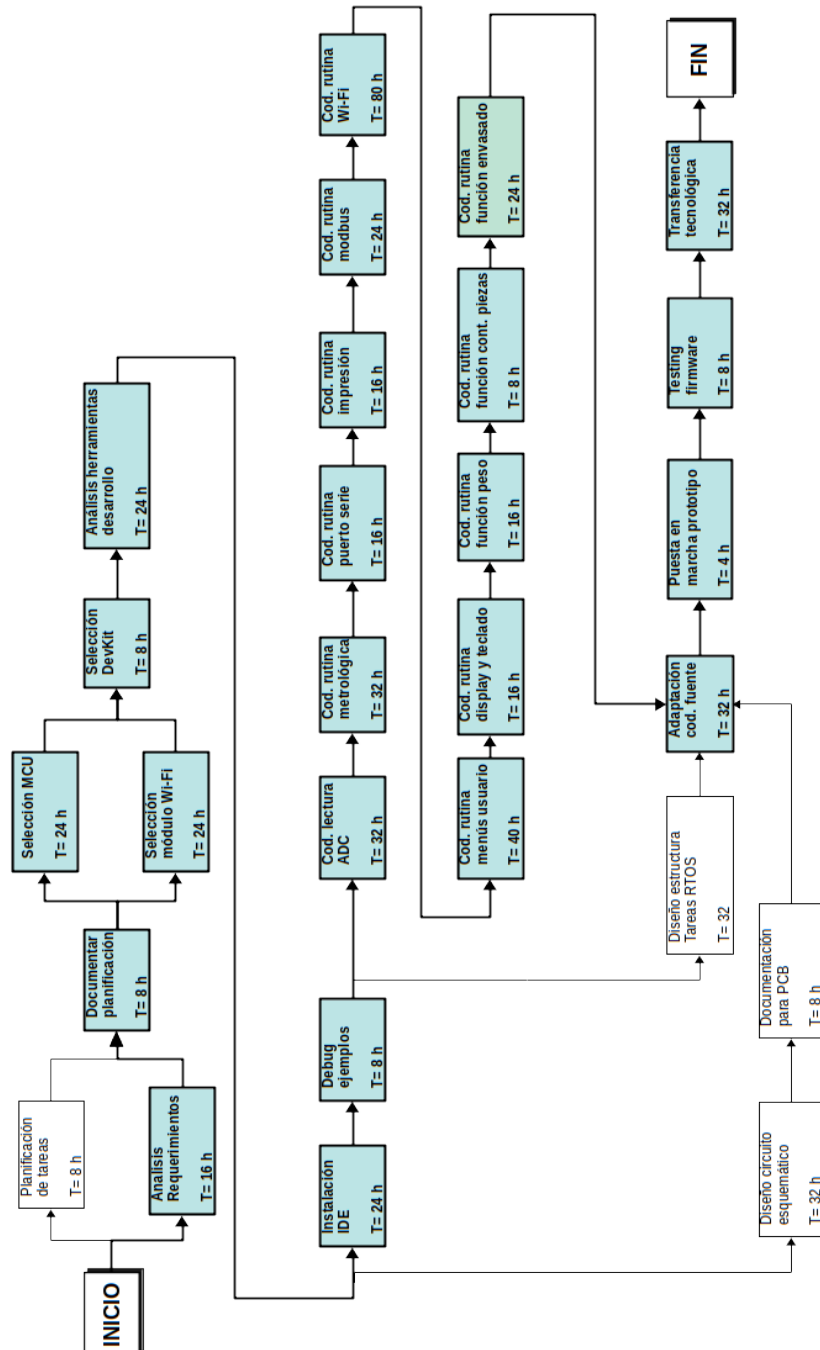 INICIO
Planificación
de tareas
T= 8 h
Analisis
Requerimientos
T= 16 h
Documentar
planificación
T= 8 h
Selección MCU
T= 24 h
Selección
módulo Wi-Fi
T= 24 h
Selección
DevKit
T= 8 h
Análisis herramientas
desarrollo
T= 24 h
Instalación
IDE
T= 24 h
Debug
ejemplos
T= 8 h
Cod. lectura
ADC
T= 32 h
Cod. rutina
metrológica
T= 32 h
Cod. rutina
puerto serie
T= 16 h
Cod. rutina
impresión
T= 16 h
Cod. rutina
modbus
T= 24 h
Cod. rutina
Wi-Fi
T= 80 h
Cod. rutina
menús usuario
T= 40 h
Cod. rutina
display y teclado
T= 16 h
Cod. rutina
función peso
T= 16 h
Cod. rutina
función cont. piezas
T= 8 h
Cod. rutina
función envasado
T= 24 h
Diseño estructura
Tareas RTOS
T= 32
Diseño circuito
esquemático
T= 32 h
Documentación
para PCB
T= 8 h
Adaptación
cod. fuente
T= 32 h
Puesta en
marcha prototipo
T= 4 h
Testing
firmware
T= 8 h
Transferencia
tecnológica
T= 32 h
FIN